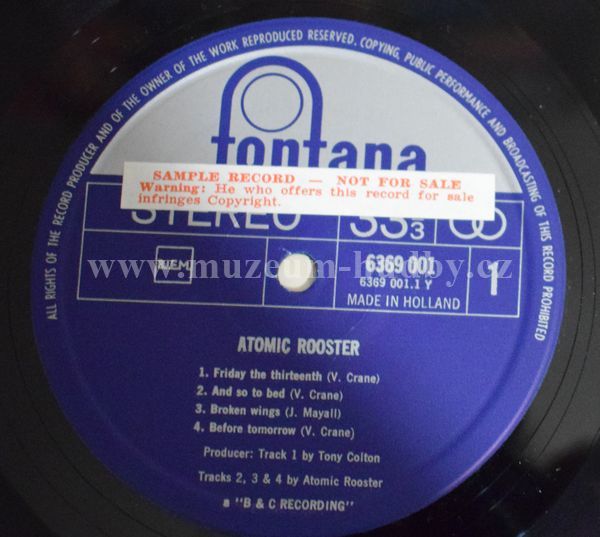 ALL RIGHTS OF THE RECORD PRODUCER AND OF THE OWNER OF THE WORK REPRODUCED RESERVED. COPYING, PUBLIC PERFORMANCE AND BROADCASTING OF THIS RECORD PROHIBITED
fontana
SAMPLE RECORD — NOT FOR SALE
Warning: He who offers this record for sale
infringes Copyright.
STEREO 33 3
www.muzeum-hudby.cz
6369 001
6369 001.1 Y
MADE IN HOLLAND
1
ATOMIC ROOSTER
1. Friday the thirteenth (V. Crane)
2. And so to bed (V. Crane)
3. Broken wings (J. Mayall)
4. Before tomorrow (V. Crane)
Producer: Track 1 by Tony Colton
Tracks 2, 3 & 4 by Atomic Rooster
a "B & C RECORDING"